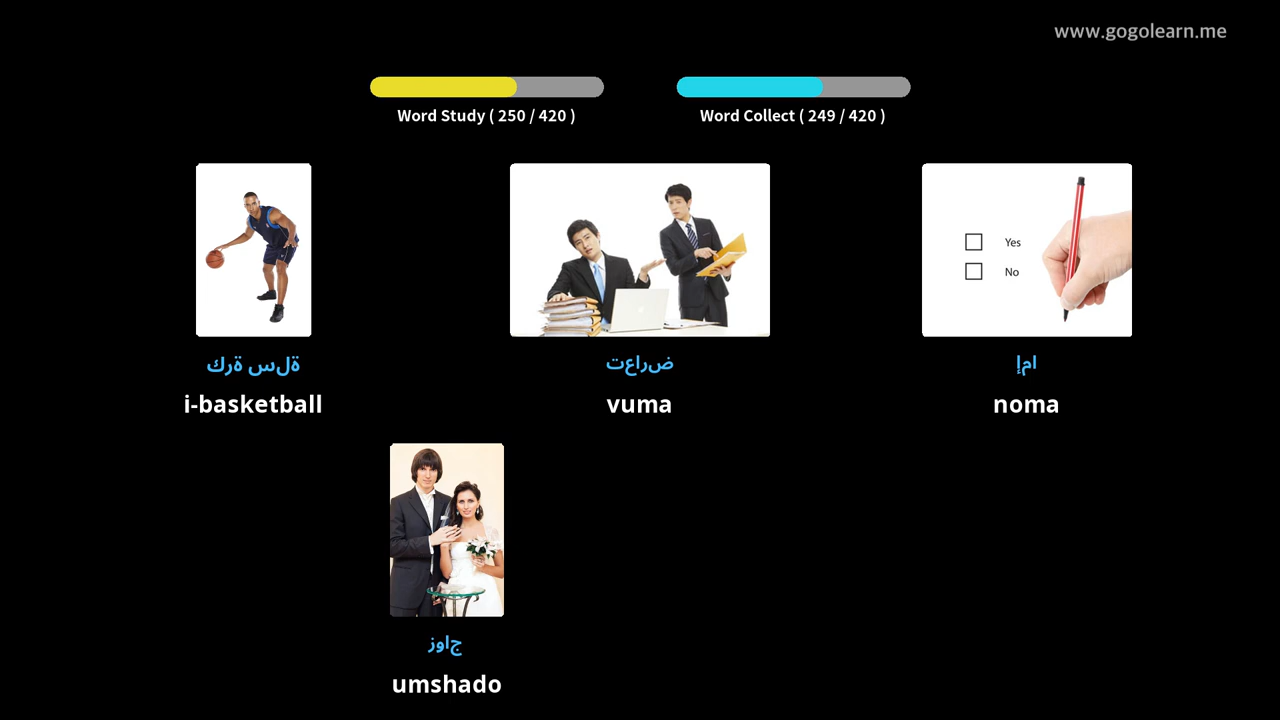 www.gogolearn.me
Word Study ( 250 / 420 )
Word Collect ( 249 / 420 )
ةلس ةرك
ضراعت
امإ
i-basketball
vuma
noma
جاوز
umshado
Yes
No